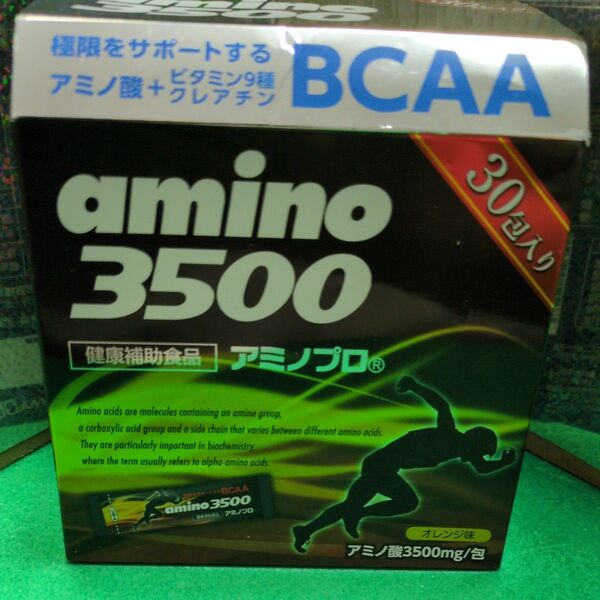 3500
極限をサポートする
アミノ酸+ビタミン9種
クレアチン
BCAA
amino
3500
30包入り
健康補助食品 アミノプロ®
Amino acids are molecules containing an amine group,
a carboxylic acid group and a side chain that varies between different amino acids.
They are particularly important in biochemistry,
where the term usually refers to alpha-amino acids.
BCAA
amino3500
アミノプロ
オレンジ味
アミノ酸3500mg/包